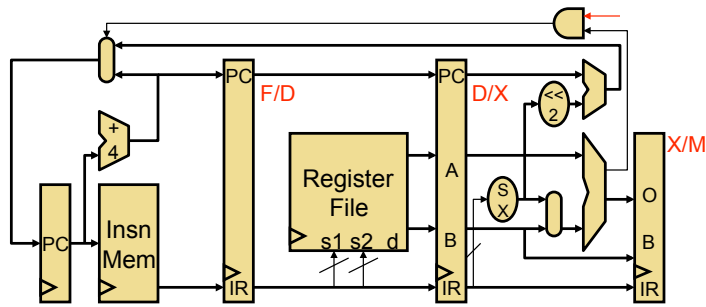 PC
F/D
PC
D/X
<<
2
X/M
+
4
Register
File
A
S
X
O
PC
Insn
Mem
s1 s2 d
B
B
IR
IR
IR